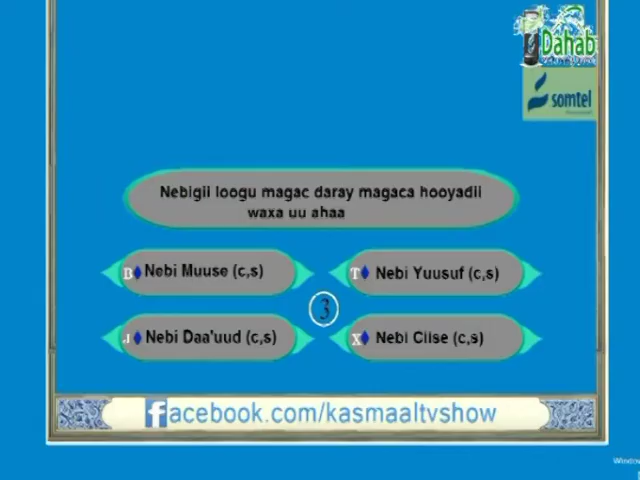 Dahab
somtel
Nebigii loogu magac daray magaca hooyadii
waxa uu ahaa
B Nebi Muuse (c,s)
T Nebi Yuusuf (c,s)
3
J Nebi Daa'uud (c,s)
X Nebi Ciise (c,s)
facebook.com/kasmaaltvshow
Window